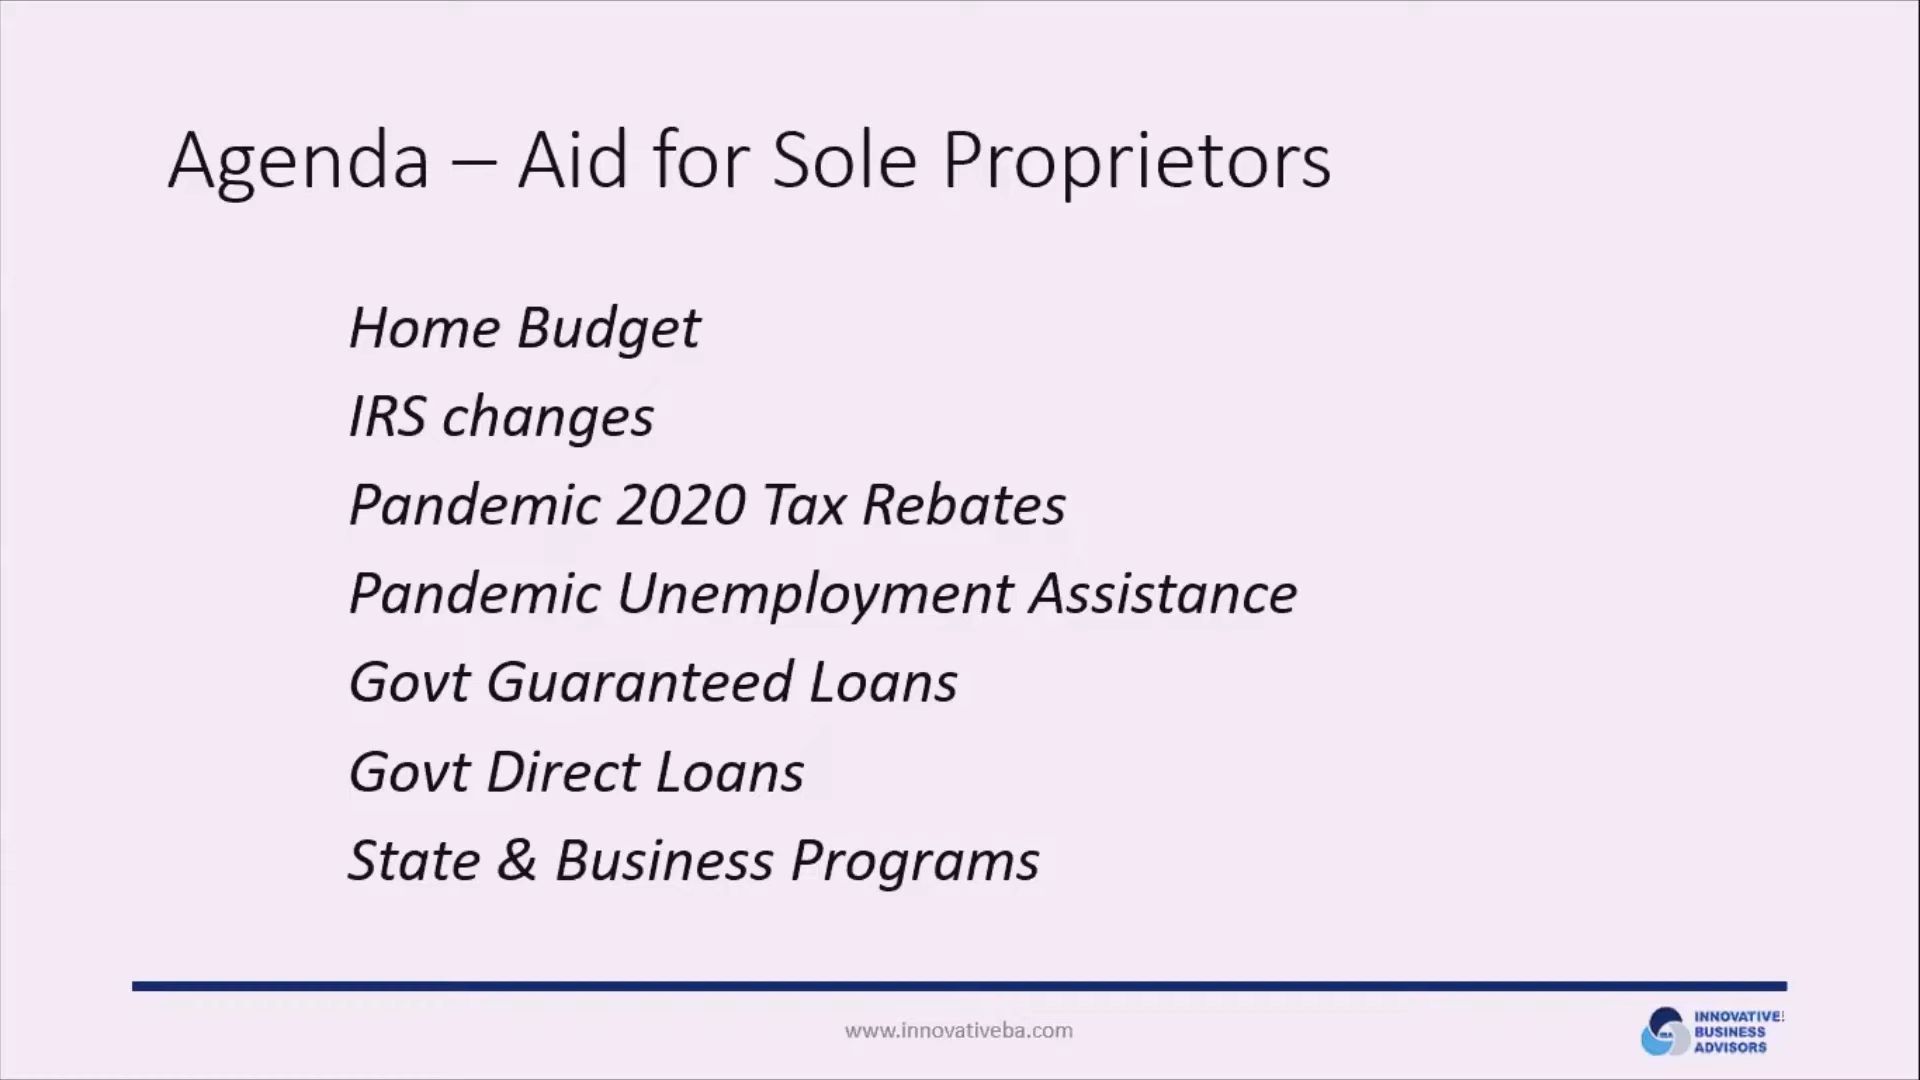 Agenda – Aid for Sole Proprietors
Home Budget
IRS changes
Pandemic 2020 Tax Rebates
Pandemic Unemployment Assistance
Govt Guaranteed Loans
Govt Direct Loans
State & Business Programs
www.innovativeba.com
INNOVATIVE!
BUSINESS
ADVISORS